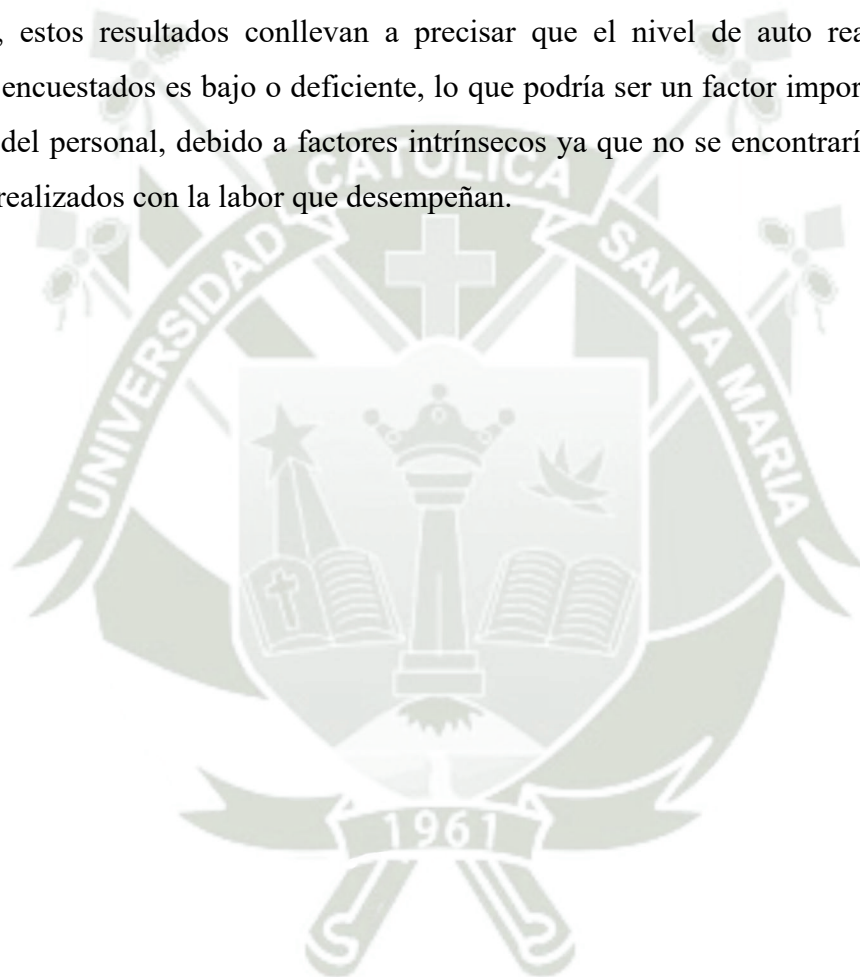 , estos resultados conllevan a precisar que el nivel de auto rea
encuestados es bajo o deficiente, lo que podría ser un factor impor
del personal, debido a factores intrínsecos ya que no se encontrarí
realizados con la labor que desempeñan.
UNIVERSIDAD CATOLICA SANTA MARIA
1961